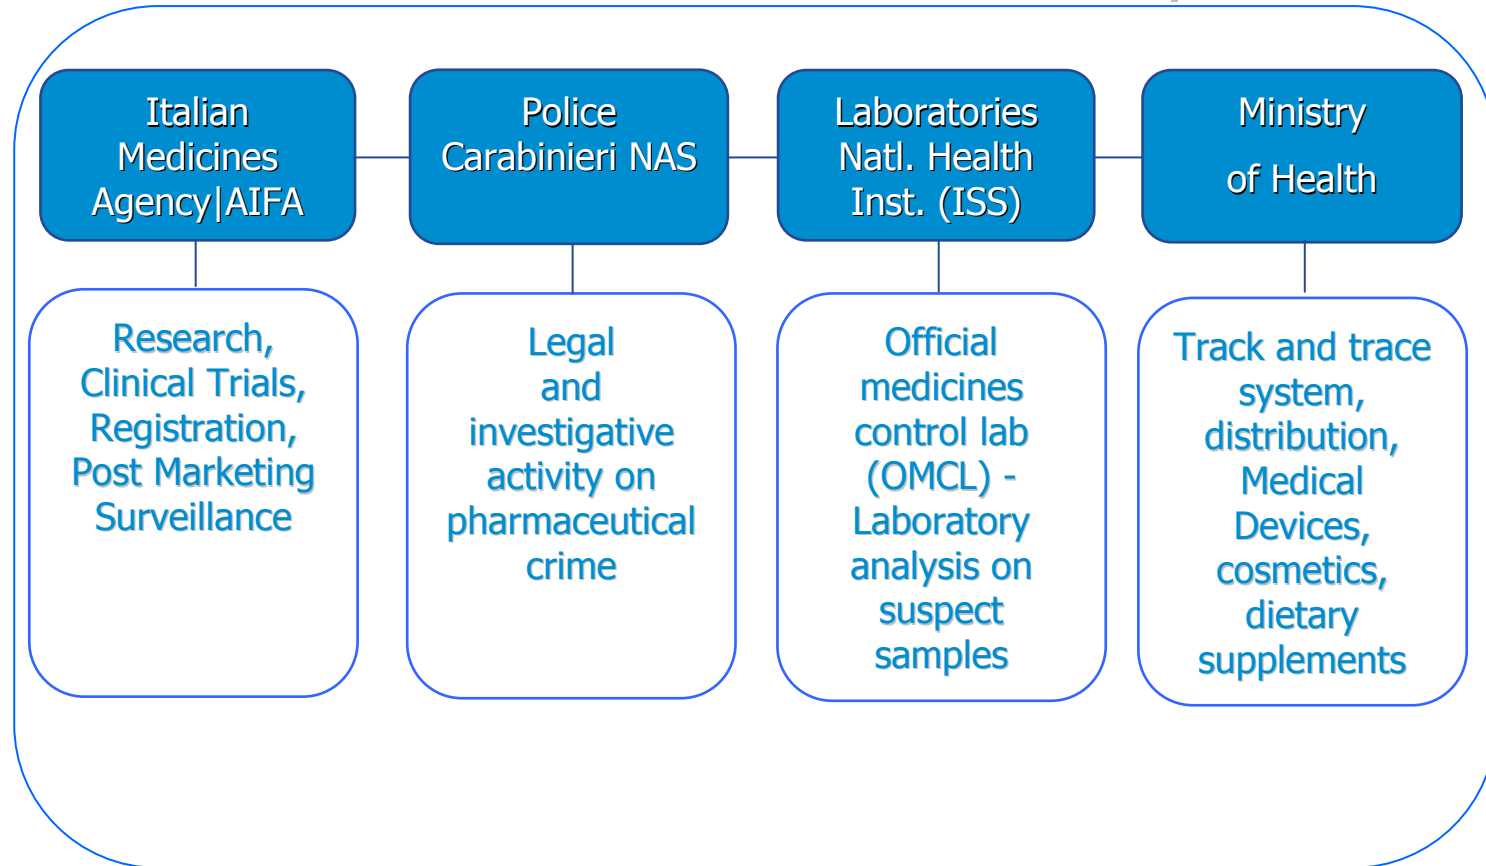 Italian
Medicines
Agency|AIFA
Police
Carabinieri NAS
Laboratories
Natl. Health
Inst. (ISS)
Ministry
of Health
Research,
Clinical Trials,
Registration,
Post Marketing
Surveillance
Legal
and
investigative
activity on
pharmaceutical
crime
Official
medicines
control lab
(OMCL) -
Laboratory
analysis on
suspect
samples
Track and trace
system,
distribution,
Medical
Devices,
cosmetics,
dietary
supplements